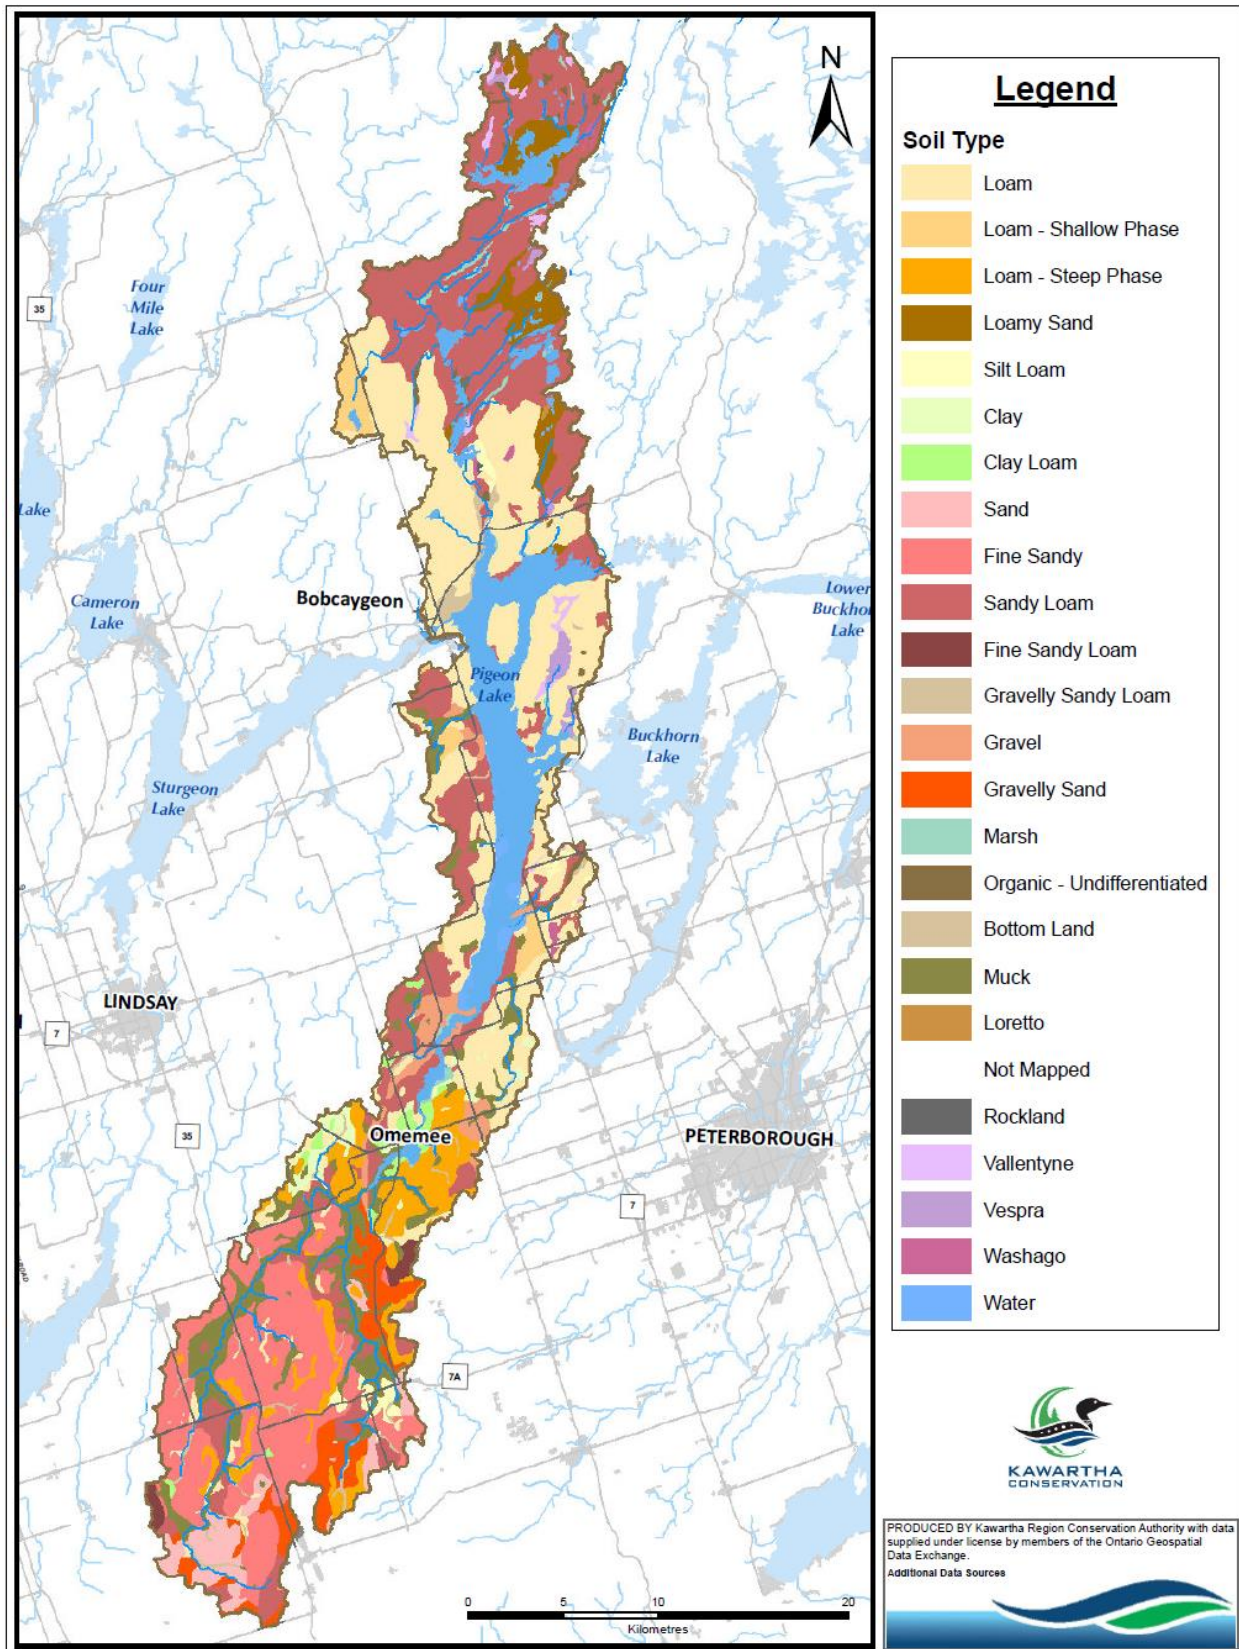 N
35
Four
Mile
Lake
Lake
Cameron
Lake
Bobcaygeon
Lower
Buckho
Lake
Pigeon
Lake
Buckhorn
Lake
Sturgeon
Lake
LINDSAY
7
35
Omemee
PETERBOROUGH
7
ROAD
7A
0 5 10 20
Kilometres
Legend
Soil Type
Loam
Loam - Shallow Phase
Loam - Steep Phase
Loamy Sand
Silt Loam
Clay
Clay Loam
Sand
Fine Sandy
Sandy Loam
Fine Sandy Loam
Gravelly Sandy Loam
Gravel
Gravelly Sand
Marsh
Organic - Undifferentiated
Bottom Land
Muck
Loretto
Not Mapped
Rockland
Vallentyne
Vespra
Washago
Water
KAWARTHA
CONSERVATION
PRODUCED BY Kawartha Region Conservation Authority with data
supplied under license by members of the Ontario Geospatial
Data Exchange.
Additional Data Sources